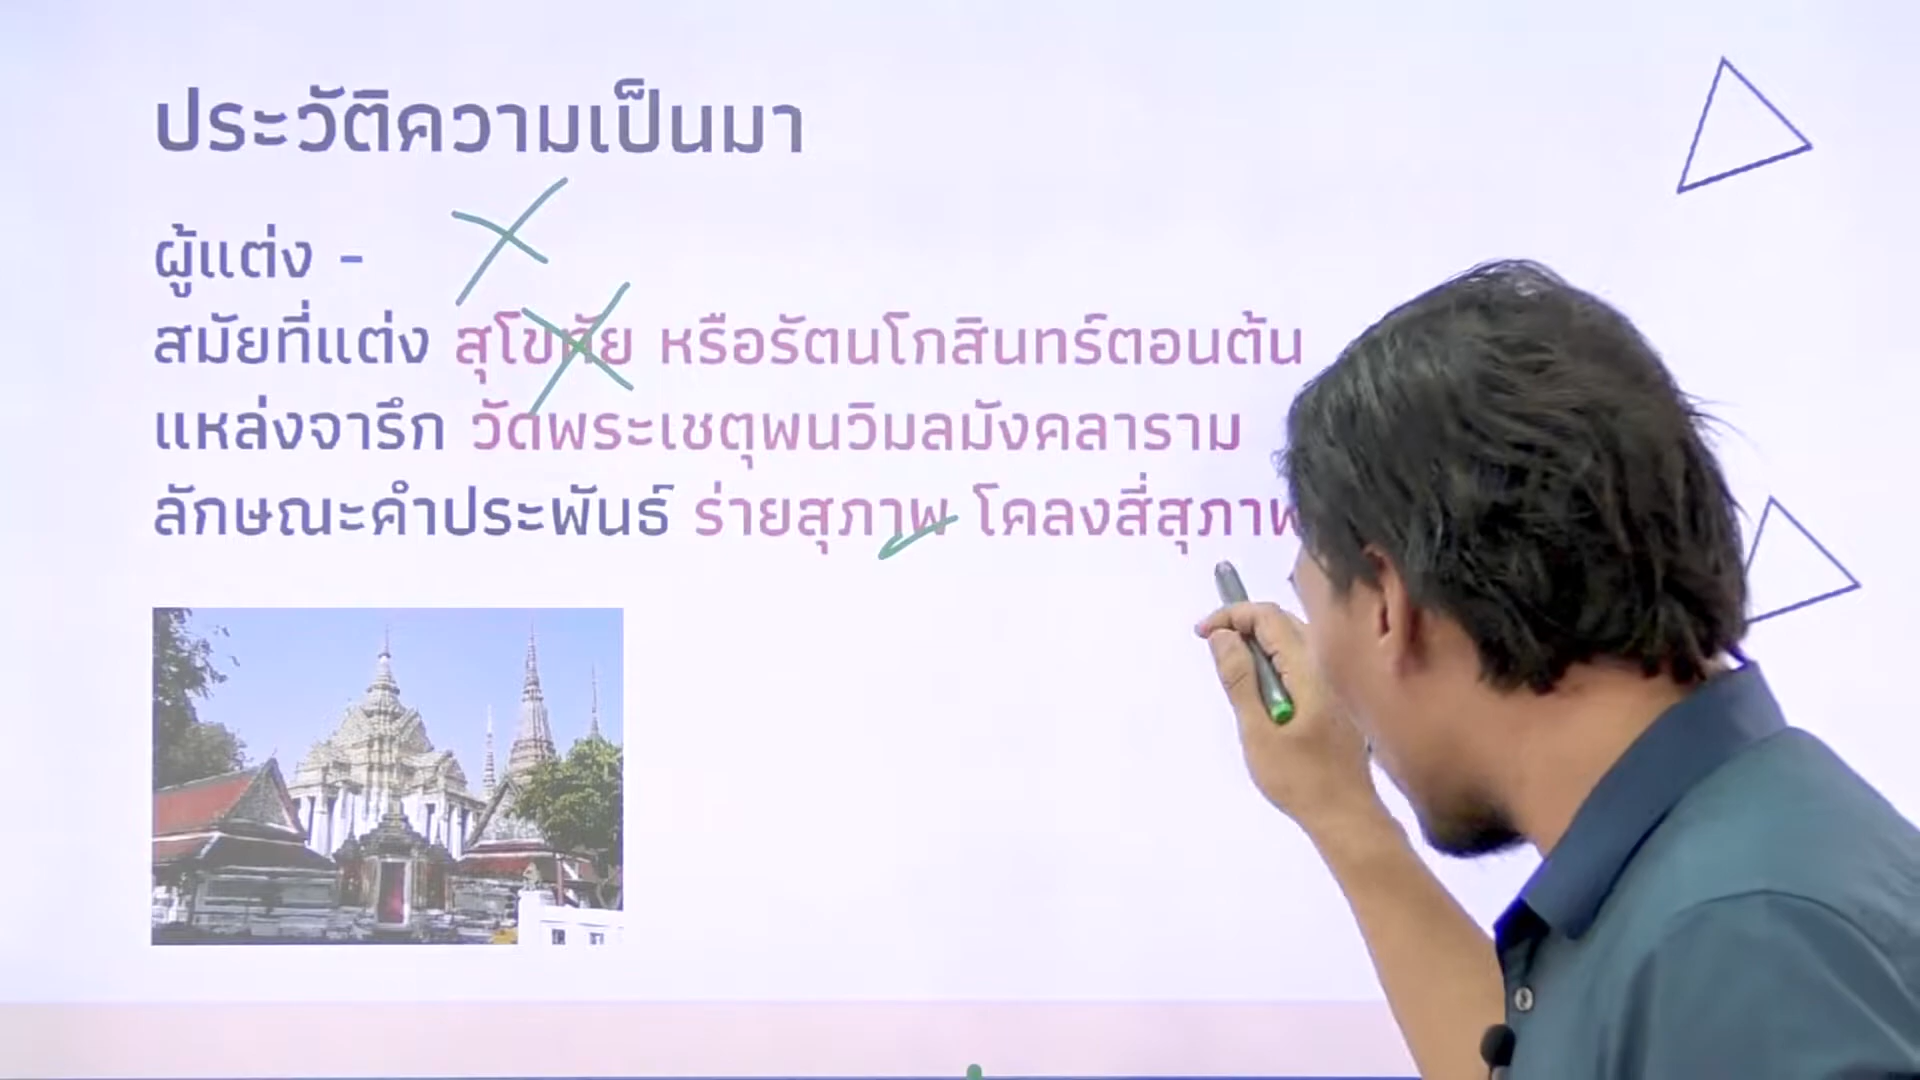 ประวัติความเป็นมา
ผู้แต่ง -
สมัยที่แต่ง สุโขทัย หรือรัตนโกสินทร์ตอนต้น
แหล่งจารึก วัดพระเชตุพนวิมลมังคลาราม
ลักษณะคำประพันธ์ ร่ายสุภาพ โคลงสี่สุภาพ